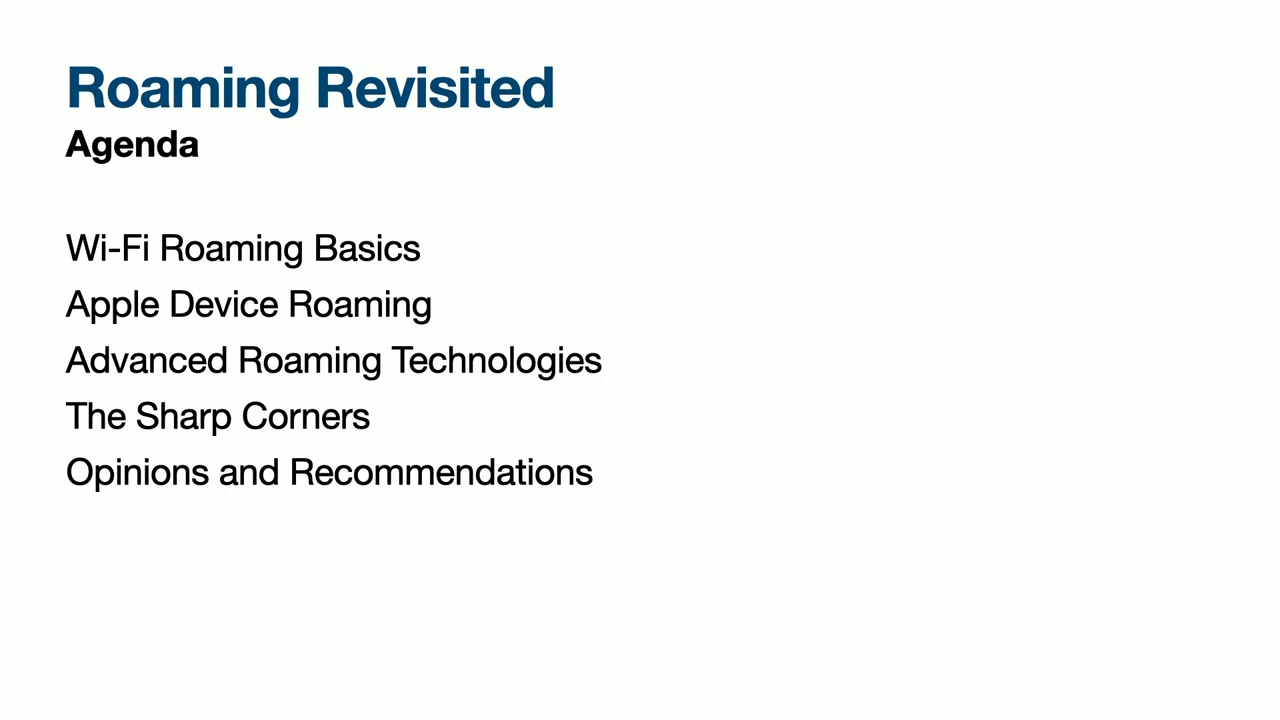 Roaming Revisited
Agenda
Wi-Fi Roaming Basics
Apple Device Roaming
Advanced Roaming Technologies
The Sharp Corners
Opinions and Recommendations